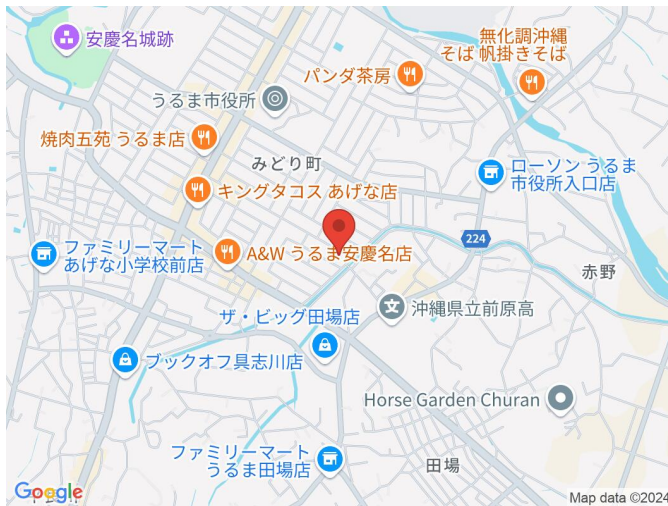 安慶名城跡
無化調沖縄
そば 帆掛きそば
パンダ茶房
うるま市役所
焼肉五苑 うるま店
みどり町
ローソン うるま
市役所入口店
キングタコス あげな店
224
ファミリーマート
あげな小学校前店
A&W うるま安慶名店
赤野
文
沖縄県立前原高
ザ・ビッグ田場店
ブックオフ具志川店
Horse Garden Churan
ファミリーマート
うるま田場店
田場
Google
Map data ©2024